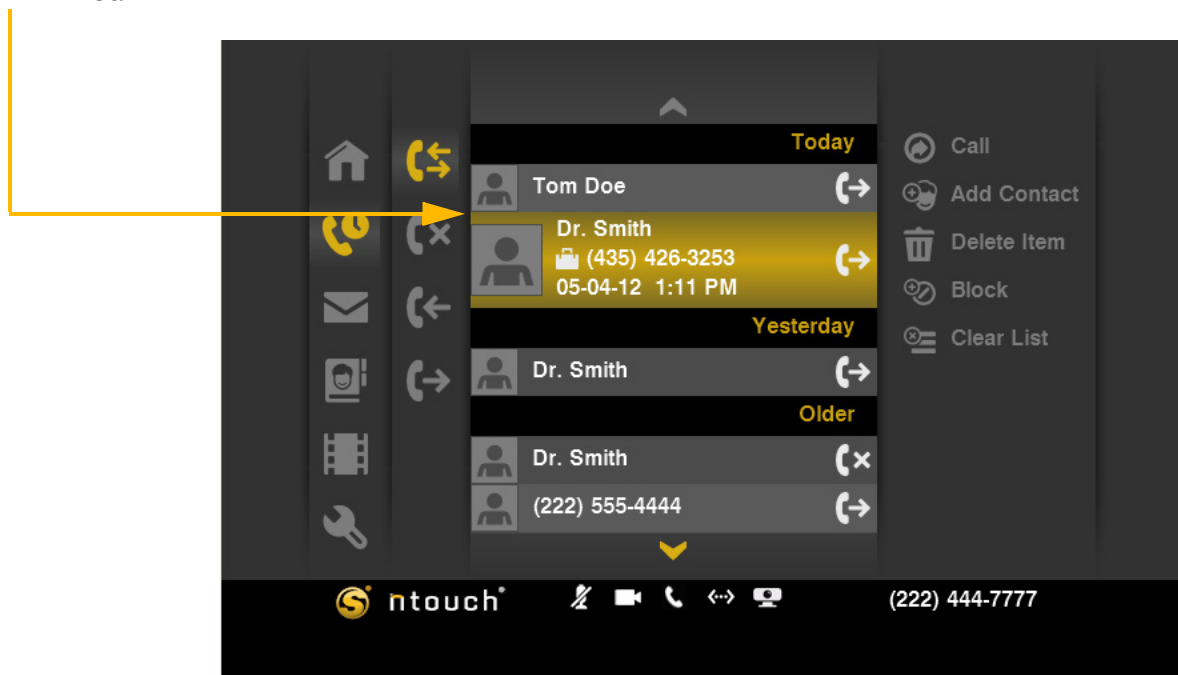 Today
Tom Doe
Dr. Smith
(435) 426-3253
05-04-12 1:11 PM
Yesterday
Dr. Smith
Older
Dr. Smith
(222) 555-4444
Call
Add Contact
Delete Item
Block
Clear List
ntouch®
(222) 444-7777